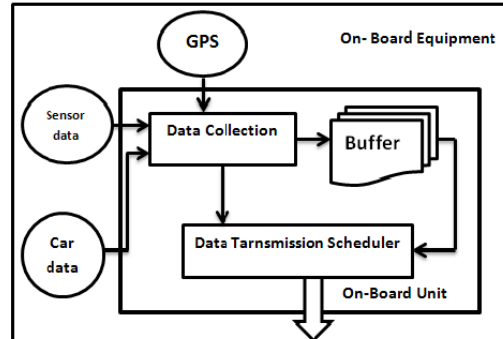 GPS
On- Board Equipment
Sensor
data
Data Collection
Buffer
Car
data
Data Tarnsmission Scheduler
On-Board Unit